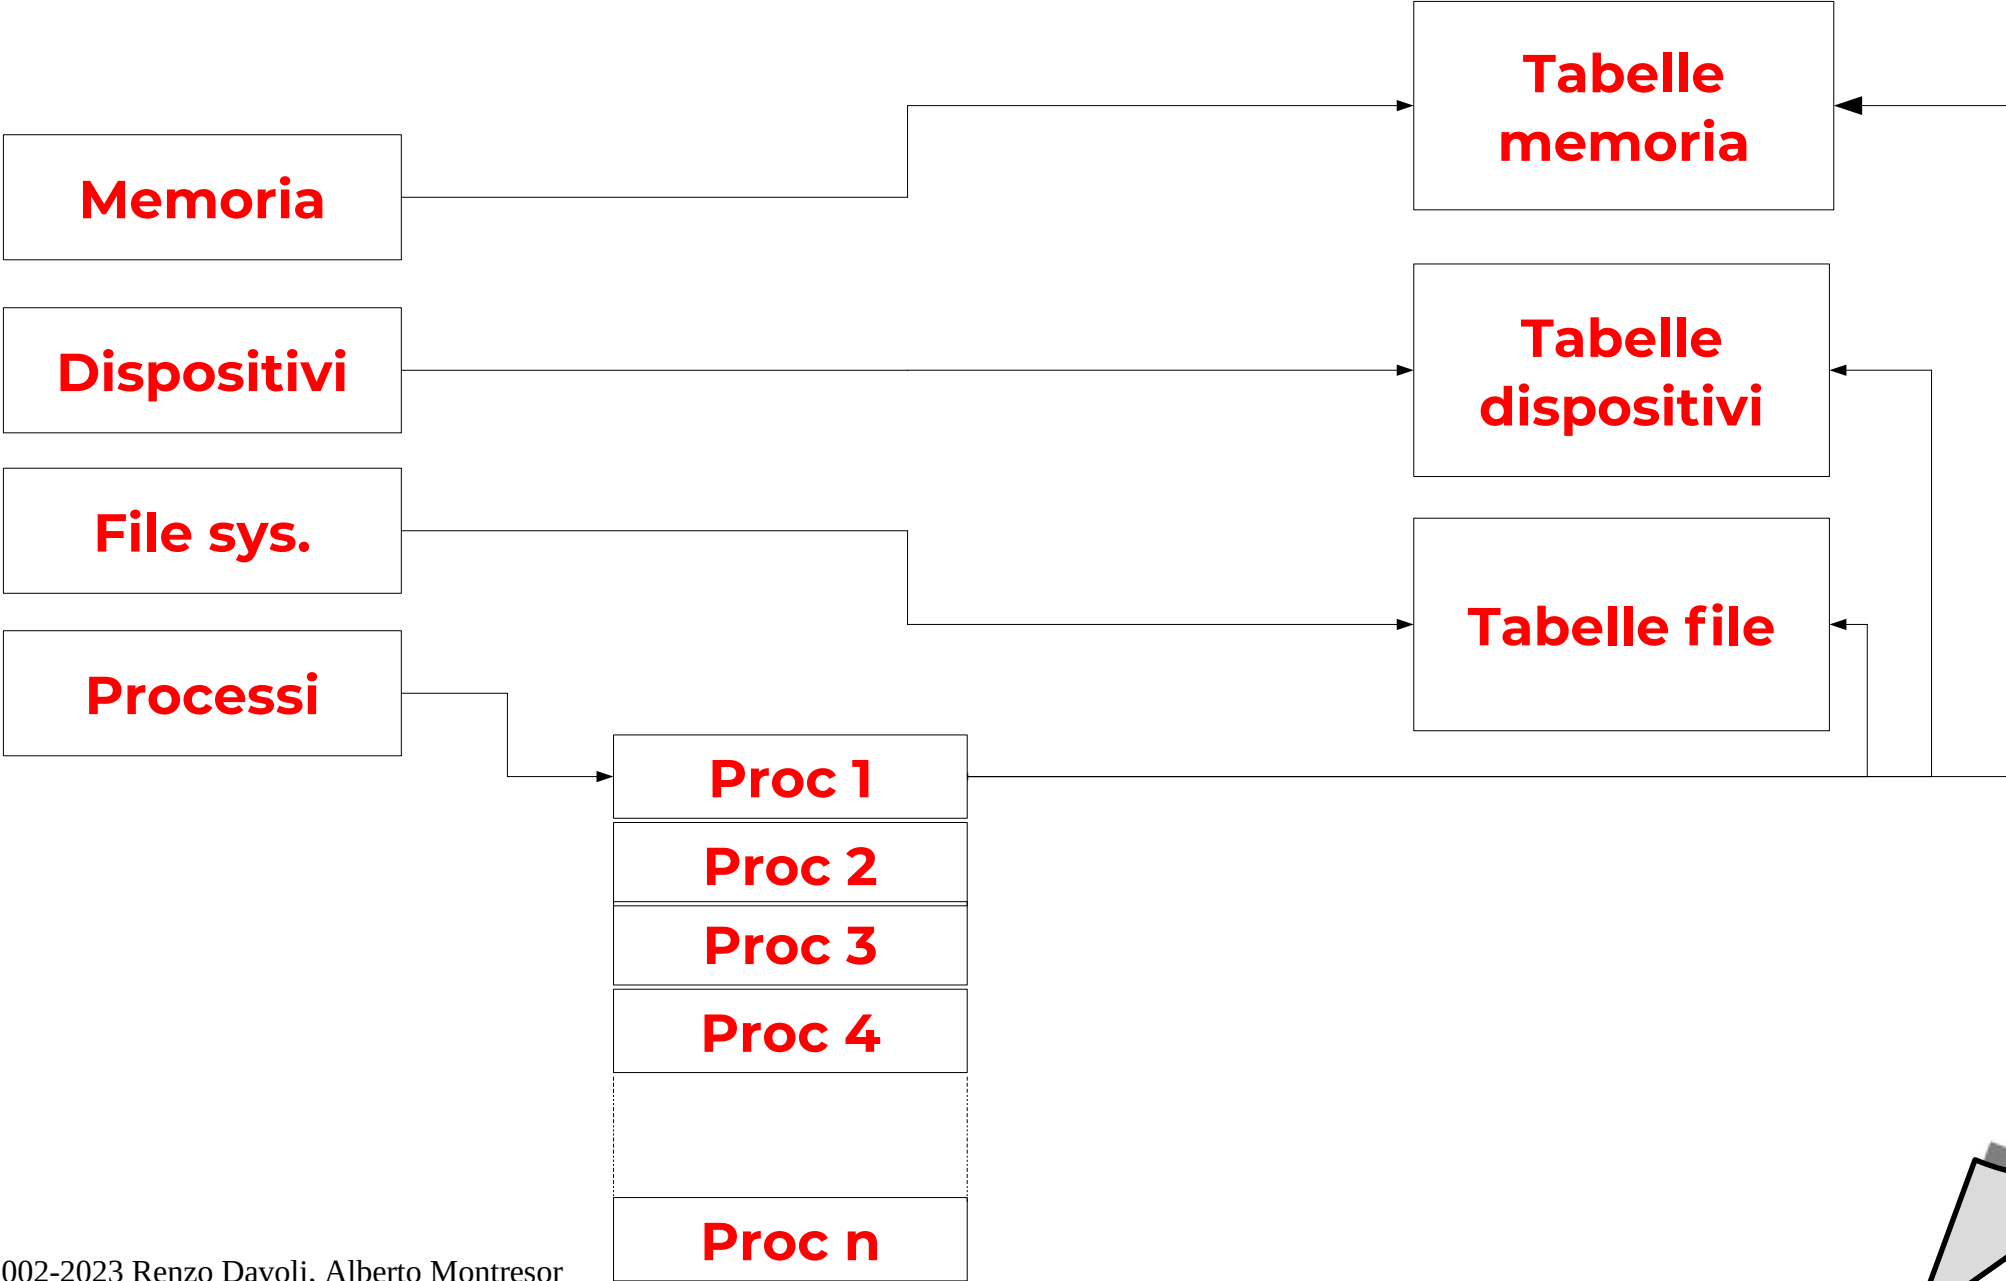 Memoria
Dispositivi
File sys.
Processi
Tabelle
memoria
Tabelle
dispositivi
Tabelle file
Proc 1
Proc 2
Proc 3
Proc 4
Proc n
002-2023 Renzo Davoli, Alberto Montresor